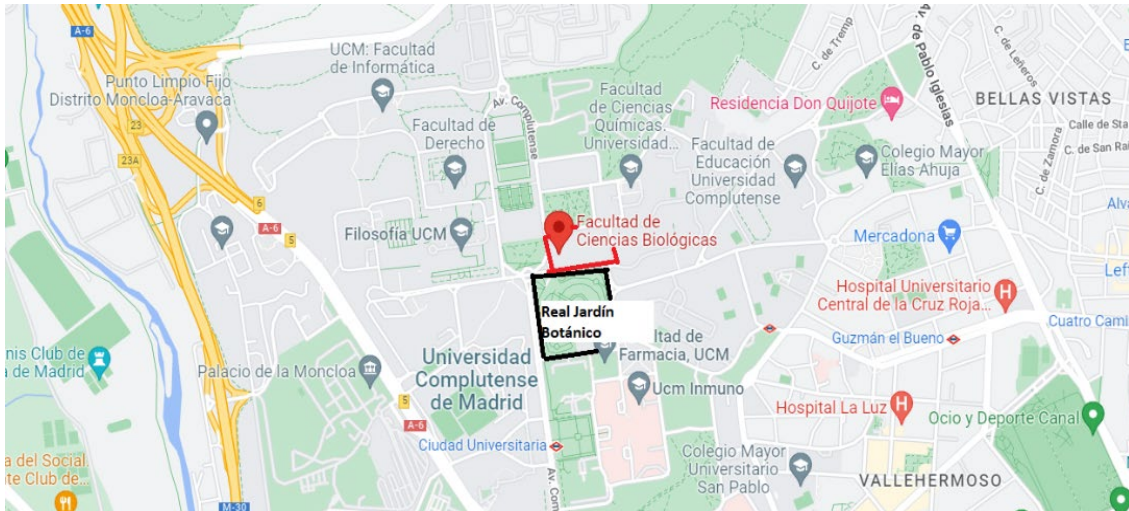 A-6
UCM: Facultad
de Informática
Punto Limpio Fijo
Distrito Moncloa-Aravaca
23
23A
Av. Complutense
Facultad de
Derecho
Facultad
de Ciencias
Químicas.
Universidad...
C. de Tremp
Av. de Pablo Iglesias
C. de Leñeros
Residencia Don Quijote
BELLAS VISTAS
Calle de Sta
C. de San Ra
C. de Zamora
Facultad de
Educación
Universidad
Complutense
Colegio Mayor
Elías Ahuja
6
A-6
5
Filosofía UCM
Facultad de
Ciencias Biológicas
Mercadona
Alva
Left
Hospital Universitario
Central de la Cruz Roja...
Real Jardín
Botánico
Facultad de
Farmacia, UCM
Guzmán el Bueno
Cuatro Cami
nis Club de
a de Madrid
Palacio de la Moncloa
Universidad
Complutense
de Madrid
Ucm Inmuno
5
A-6
Hospital La Luz
Ocio y Deporte Canal
Ciudad Universitaria
Colegio Mayor
Universitario
San Pablo
a del Social
te Club de...
Av. Com
VALLEHERMOSO
M-30